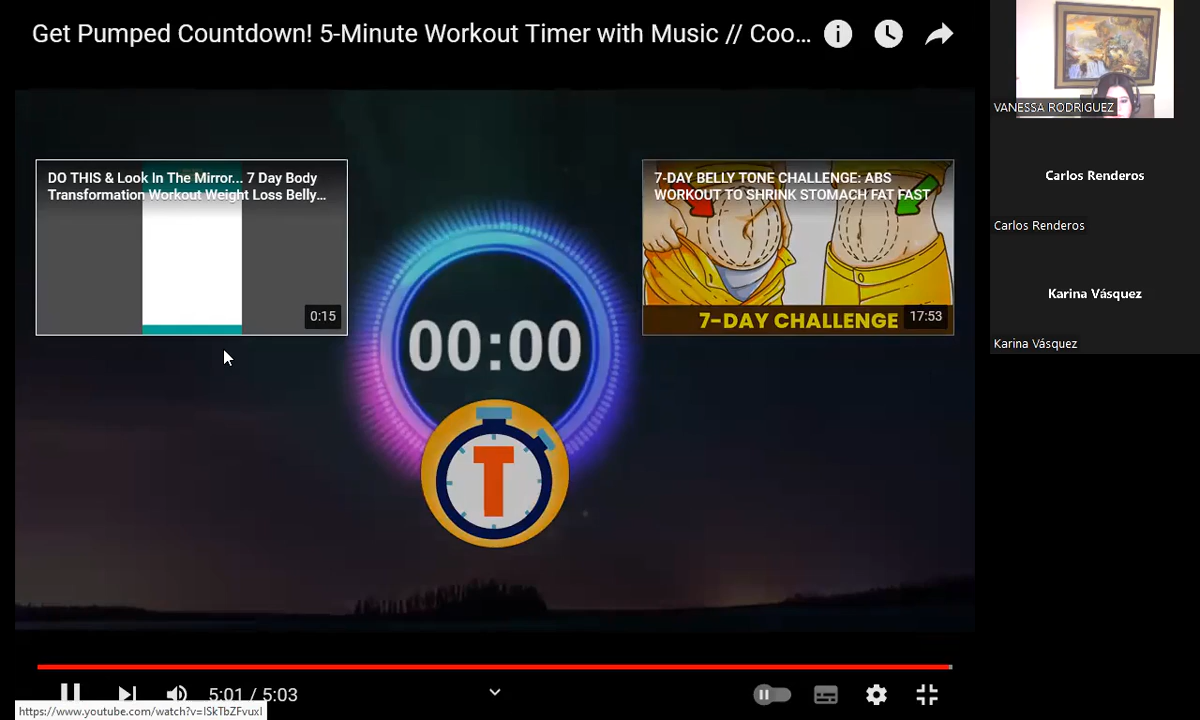 Get Pumped Countdown! 5-Minute Workout Timer with Music // Coo...
DO THIS & Look In The Mirror... 7 Day Body
Transformation Workout Weight Loss Belly...
0:15
7-DAY BELLY TONE CHALLENGE: ABS
WORKOUT TO SHRINK STOMACH FAT FAST
7-DAY CHALLENGE
17:53
00:00
T
5:01 / 5:03
https://www.youtube.com/watch?v=lSkTbZFvuxI
VANESSA RODRIGUEZ
Carlos Renderos
Carlos Renderos
Karina Vásquez
Karina Vásquez